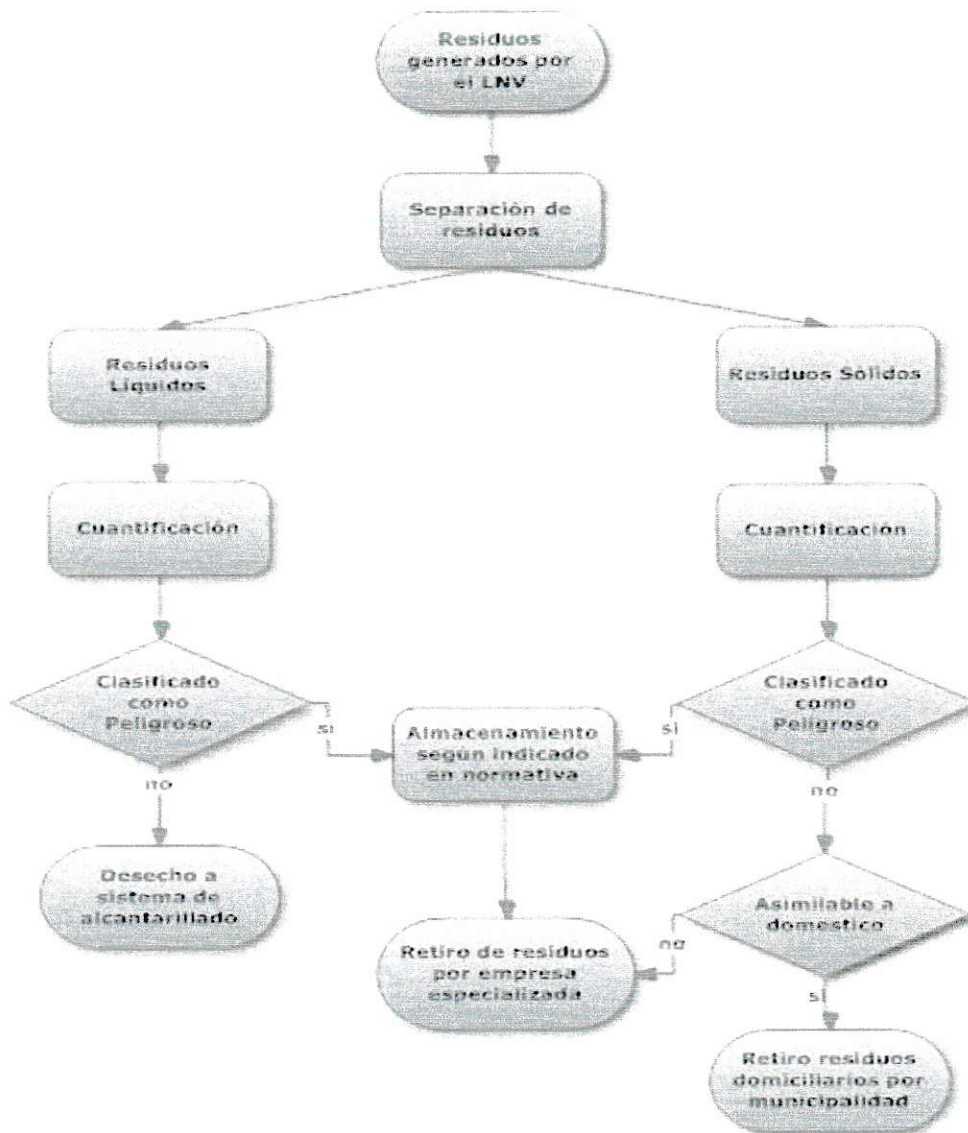 Residuos
generados por
el LNV
Separación de
residuos
Residuos
Líquidos
Residuos Sólidos
Cuantificación
Cuantificación
Clasificado
como
Peligroso
Clasificado
como
Peligroso
si
Almacenamiento
según indicado
en normativa
si
no
no
Desecho a
sistema de
alcantarillado
Asimilable a
domestico
no
Retiro de residuos
por empresa
especializada
si
Retiro residuos
domiciliarios por
municipalidad